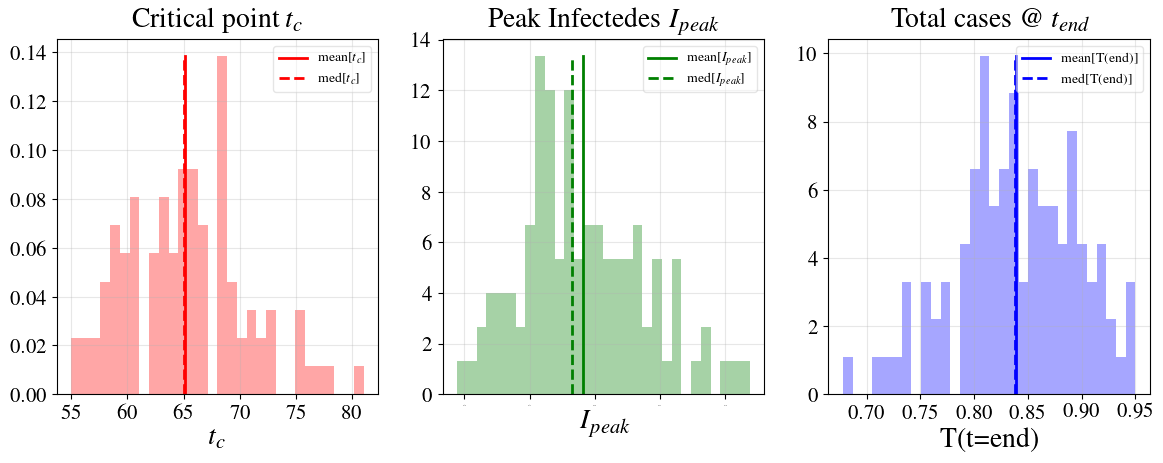 Critical point t_c
mean[t_c]
med[t_c]
0.14
0.12
0.10
0.08
0.06
0.04
0.02
0.00
55 60 65 70 75 80
t_c
Peak Infectedes I_peak
mean[I_peak]
med[I_peak]
14
12
10
8
6
4
2
0
I_peak
Total cases @ t_end
mean[T(end)]
med[T(end)]
10
8
6
4
2
0
0.70 0.75 0.80 0.85 0.90 0.95
T(t=end)